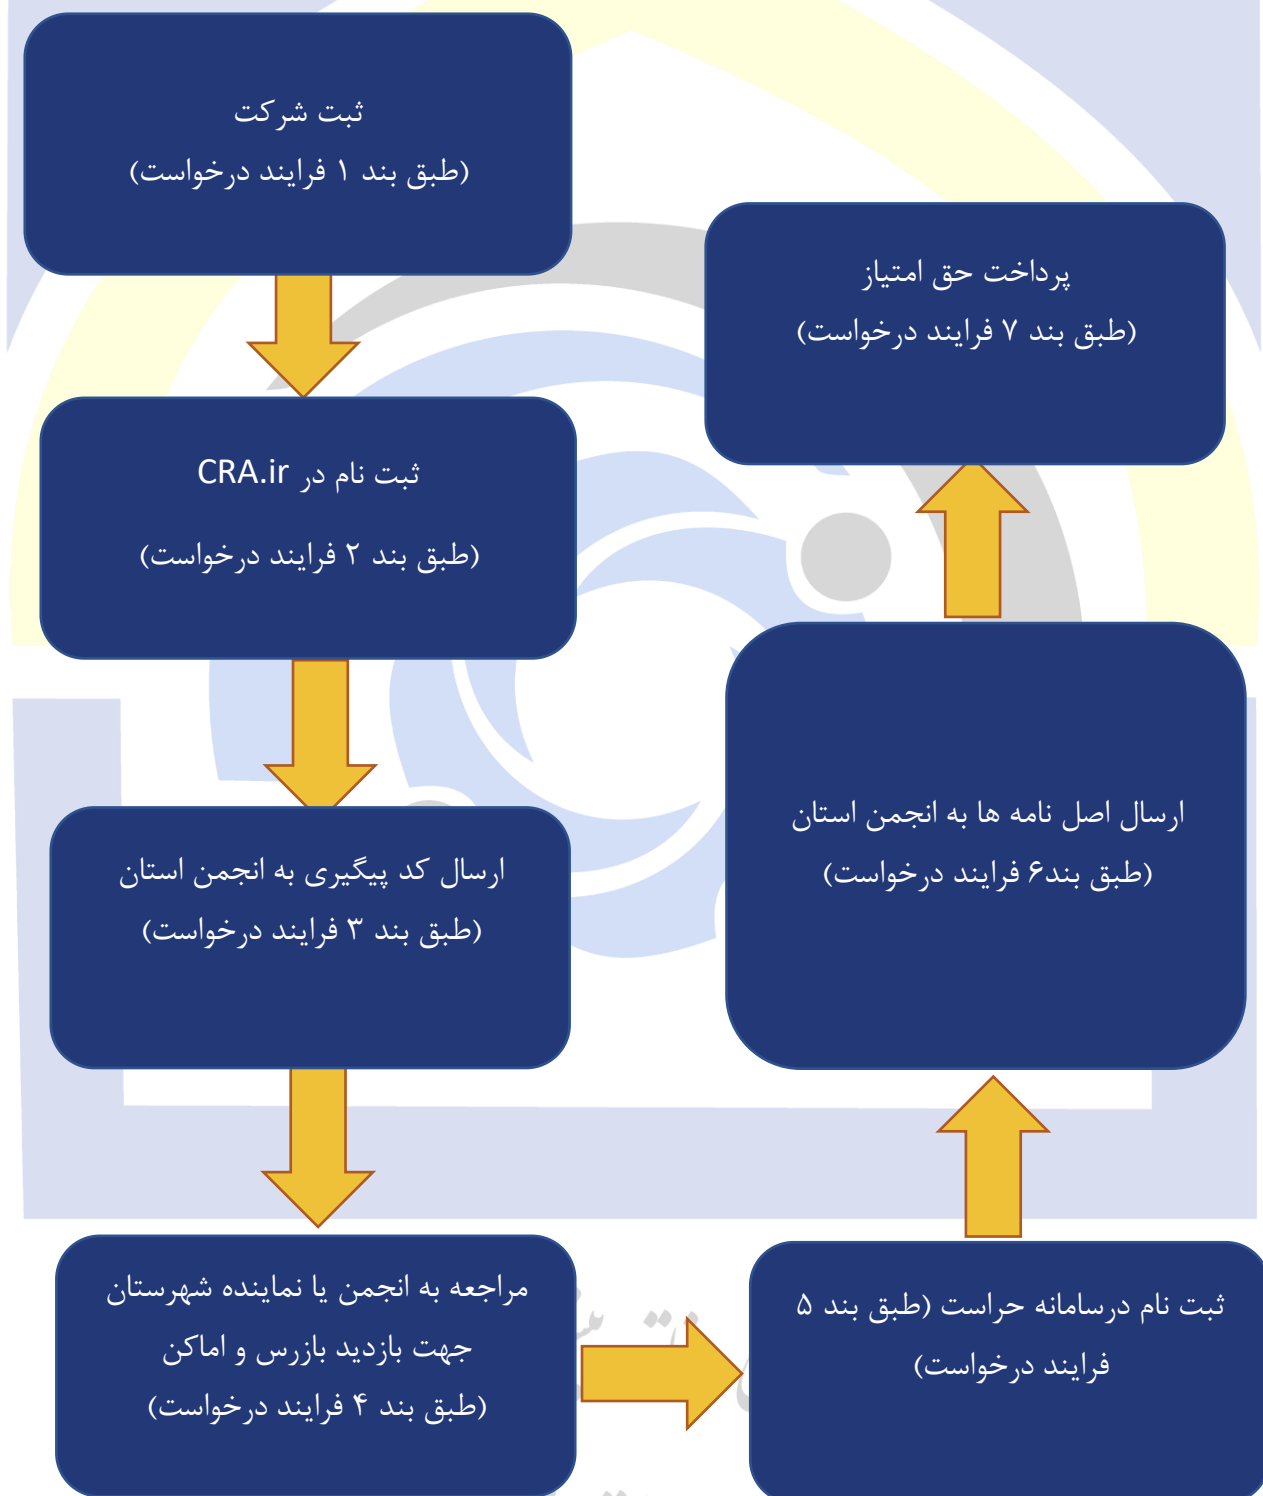 ثبت شرکت
(طبق بند ۱ فرایند درخواست)
ثبت نام در CRA.ir
(طبق بند ۲ فرایند درخواست)
ارسال کد پیگیری به انجمن استان
(طبق بند ۳ فرایند درخواست)
مراجعه به انجمن یا نماینده شهرستان
جهت بازدید بازرس و اماکن
(طبق بند ۴ فرایند درخواست)
ثبت نام درسامانه حراست (طبق بند ۵
فرایند درخواست)
ارسال اصل نامه ها به انجمن استان
(طبق بند۶ فرایند درخواست)
پرداخت حق امتیاز
(طبق بند ۷ فرایند درخواست)